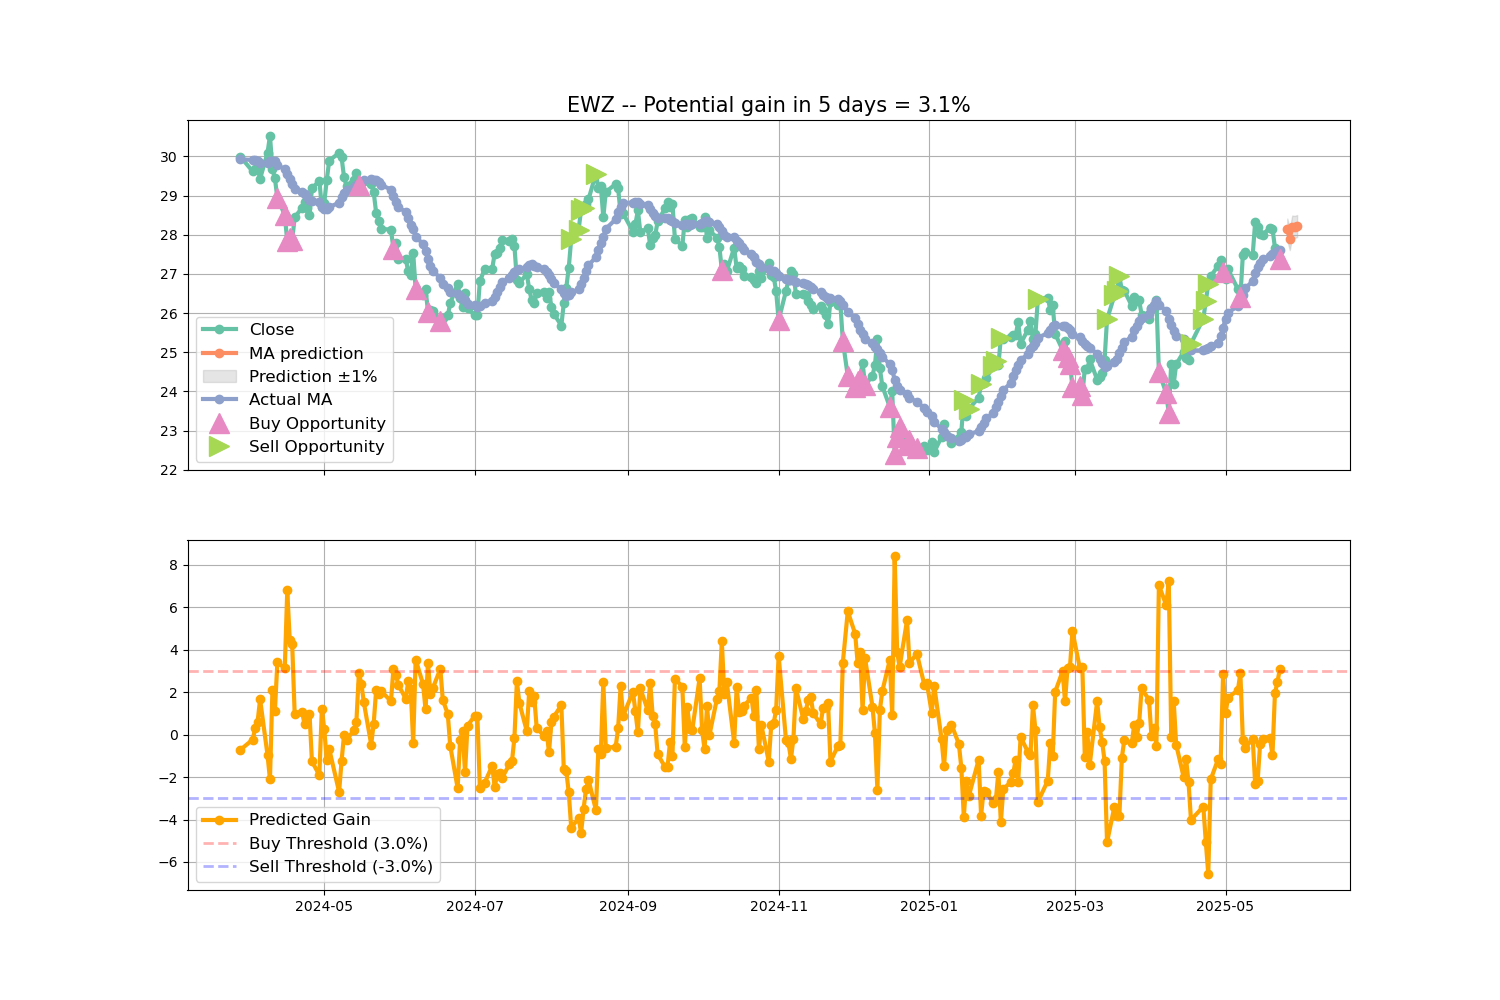 EWZ -- Potential gain in 5 days = 3.1%
30
29
28
27
26
25
24
23
22
Close
MA prediction
Prediction ±1%
Actual MA
Buy Opportunity
Sell Opportunity
8
6
4
2
0
−2
−4
−6
Predicted Gain
Buy Threshold (3.0%)
Sell Threshold (-3.0%)
2024-05
2024-07
2024-09
2024-11
2025-01
2025-03
2025-05